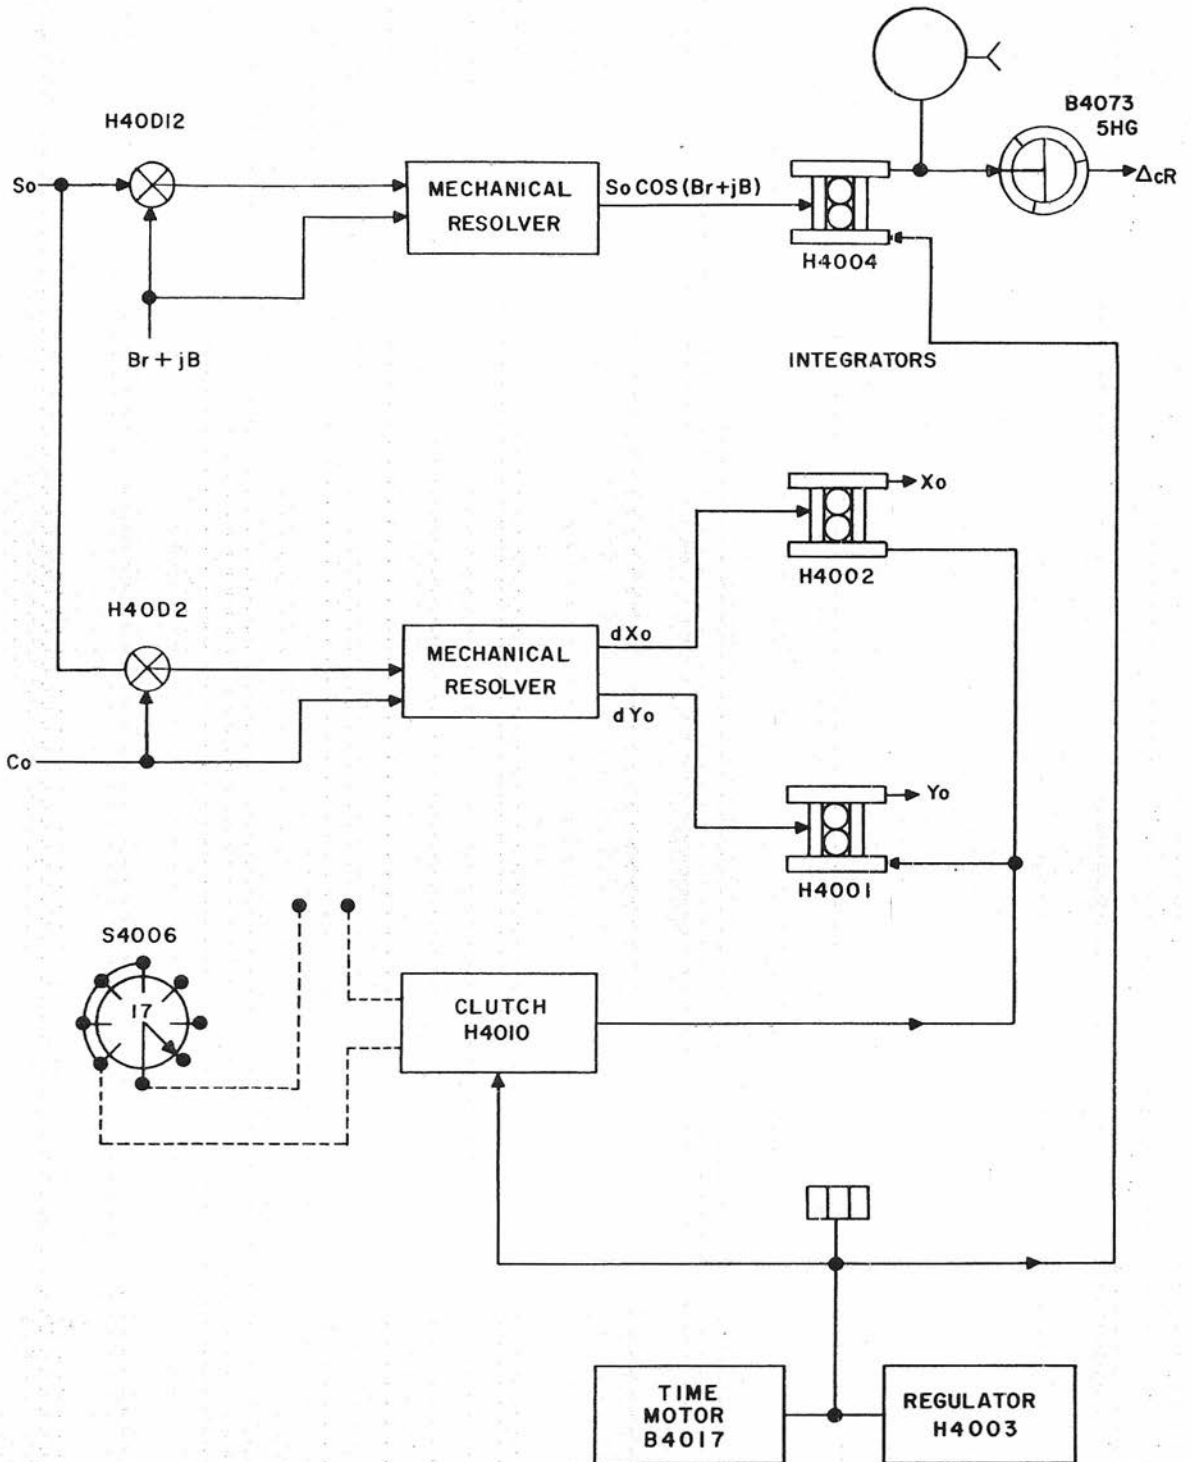 H40D12
B4073
5HG
So
MECHANICAL
RESOLVER
So COS (Br+jB)
ΔcR
H4004
Br + jB
INTEGRATORS
Xo
H4002
H40D2
MECHANICAL
RESOLVER
dXo
dYo
Co
Yo
H4001
S4006
17
CLUTCH
H4010
TIME
MOTOR
B4017
REGULATOR
H4003